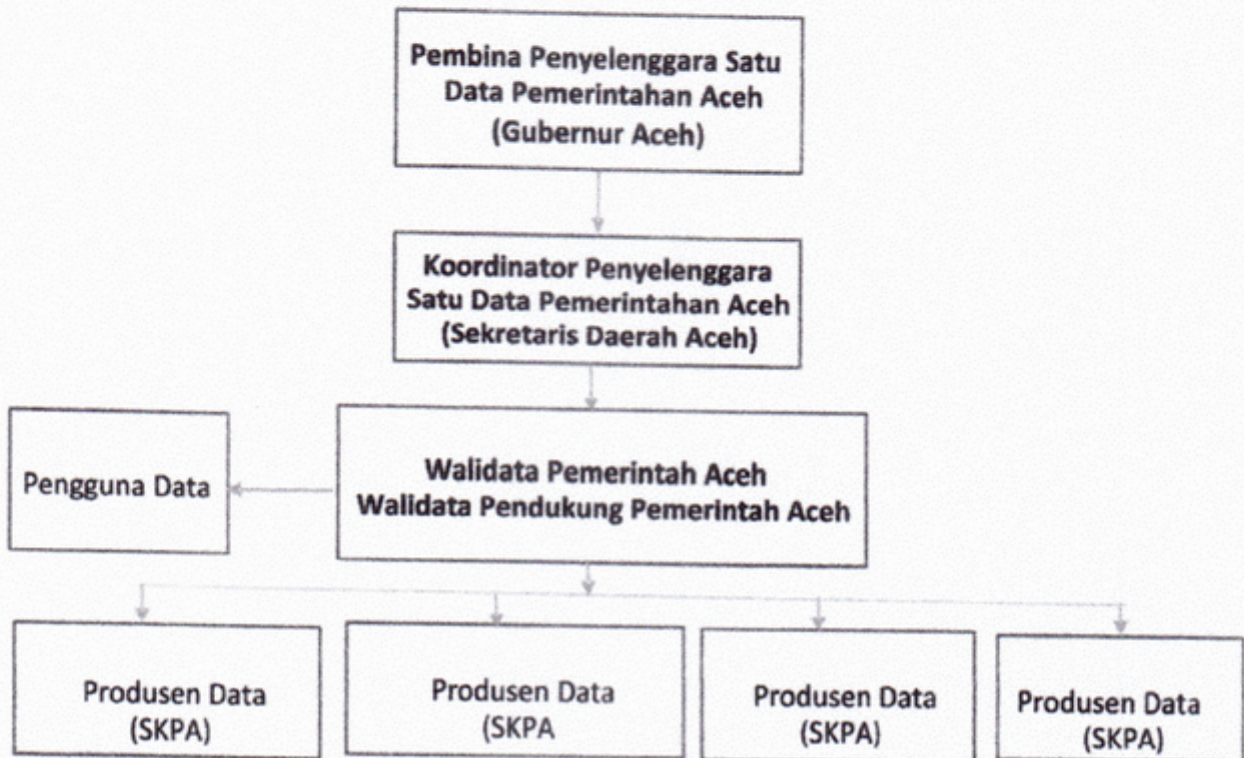 Pembina Penyelenggara Satu
Data Pemerintahan Aceh
(Gubernur Aceh)
Koordinator Penyelenggara
Satu Data Pemerintahan Aceh
(Sekretaris Daerah Aceh)
Pengguna Data
Walidata Pemerintah Aceh
Walidata Pendukung Pemerintah Aceh
Produsen Data
(SKPA)
Produsen Data
(SKPA
Produsen Data
(SKPA)
Produsen Data
(SKPA)